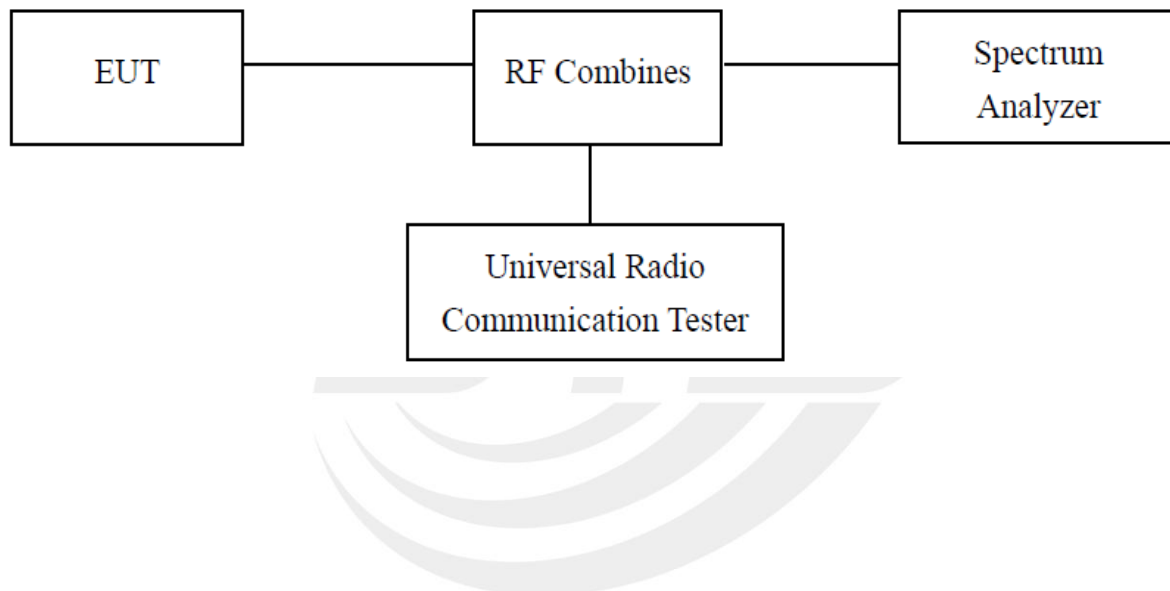 EUT
RF Combines
Spectrum
Analyzer
Universal Radio
Communication Tester